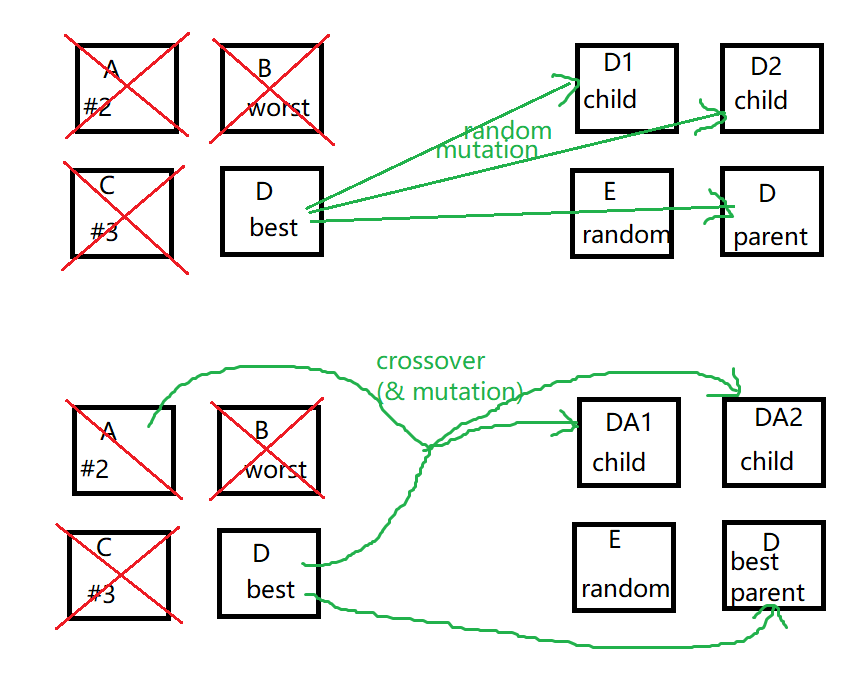 A
#2
B
worst
D1
child
D2
child
random
mutation
C
#3
D
best
E
random
D
parent
crossover
(& mutation)
A
#2
B
worst
DA1
child
DA2
child
C
#3
D
best
E
random
D
best
parent